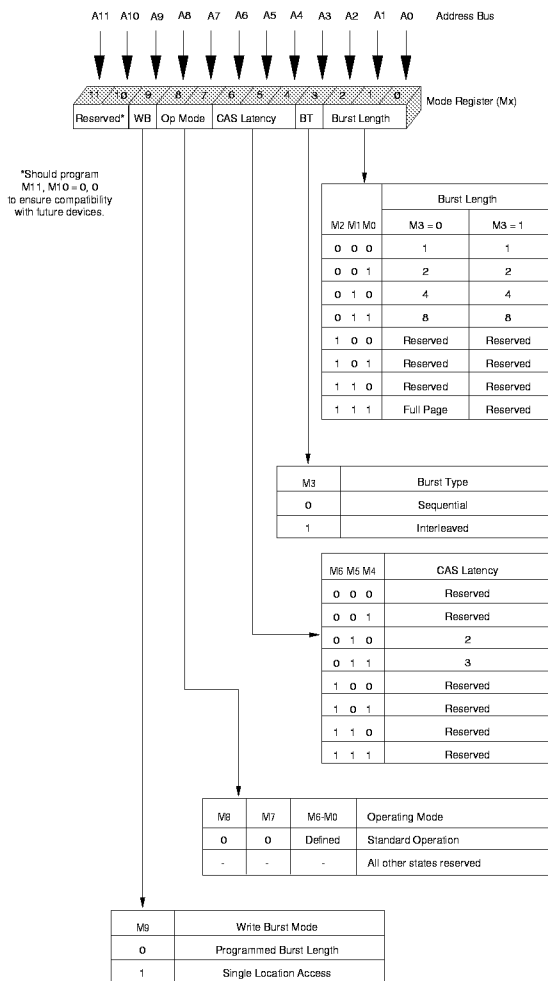 A11 A10 A9 A8 A7 A6 A5 A4 A3 A2 A1 A0 Address Bus
11 10 9 8 7 6 5 4 3 2 1 0
Mode Register (Mx)
Reserved* WB Op Mode CAS Latency BT Burst Length
*Should program
M11, M10 = 0, 0
to ensure compatibility
with future devices.
Burst Length
M2 M1 M0 M3 = 0 M3 = 1
0 0 0 1 1
0 0 1 2 2
0 1 0 4 4
0 1 1 8 8
1 0 0 Reserved Reserved
1 0 1 Reserved Reserved
1 1 0 Reserved Reserved
1 1 1 Full Page Reserved
M3 Burst Type
0 Sequential
1 Interleaved
M6 M5 M4 CAS Latency
0 0 0 Reserved
0 0 1 Reserved
0 1 0 2
0 1 1 3
1 0 0 Reserved
1 0 1 Reserved
1 1 0 Reserved
1 1 1 Reserved
M8 M7 M6-M0 Operating Mode
0 0 Defined Standard Operation
- - - All other states reserved
M9 Write Burst Mode
0 Programmed Burst Length
1 Single Location Access